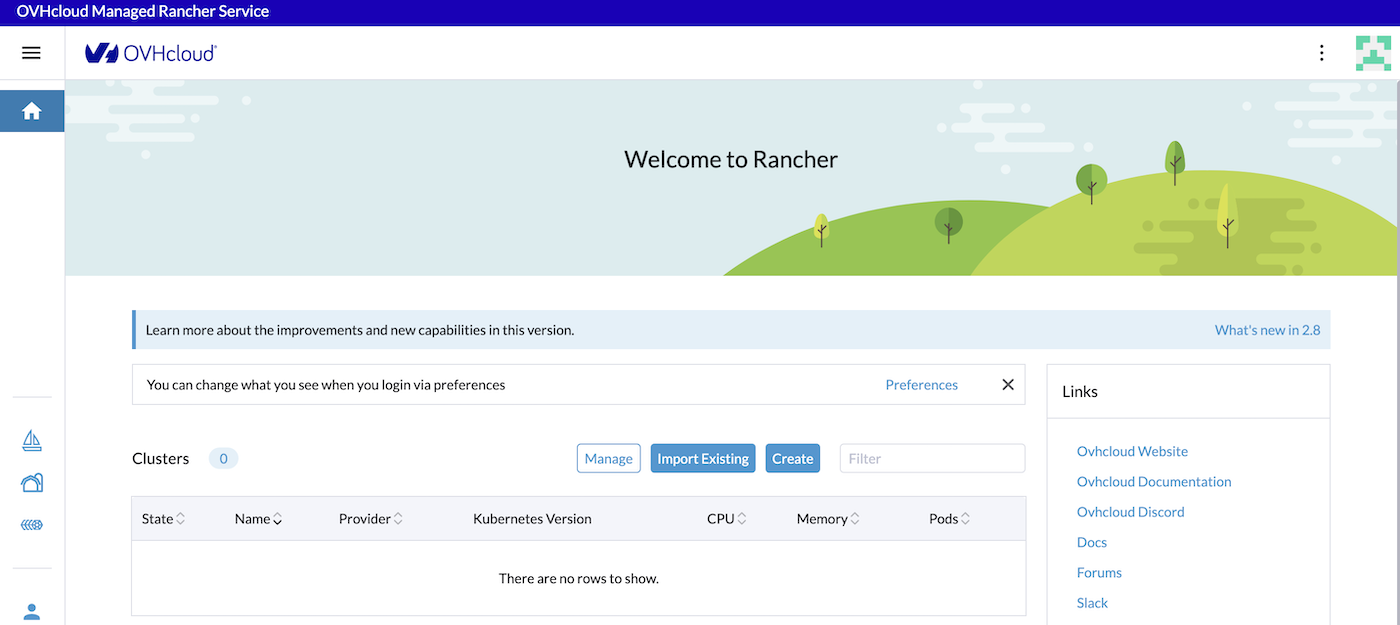 OVHcloud Managed Rancher Service
OVHcloud®
Welcome to Rancher
Learn more about the improvements and new capabilities in this version. What's new in 2.8
You can change what you see when you login via preferences Preferences
Clusters 0 Manage Import Existing Create Filter
State Name Provider Kubernetes Version CPU Memory Pods
There are no rows to show.
Links
Ovhcloud Website
Ovhcloud Documentation
Ovhcloud Discord
Docs
Forums
Slack